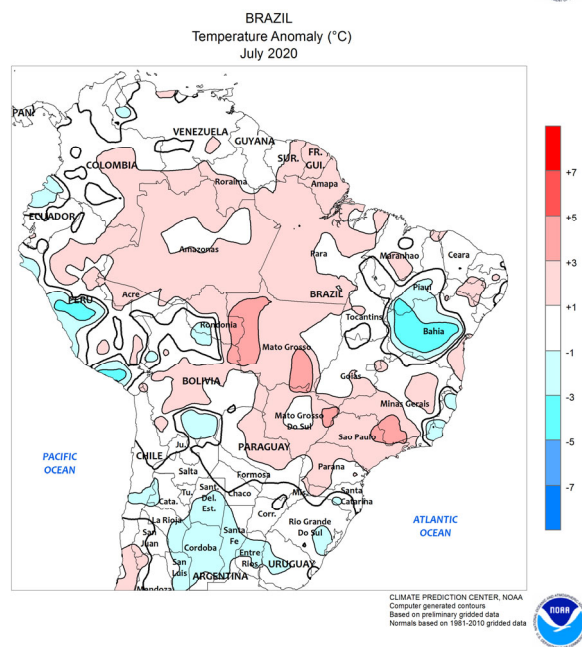 BRAZIL
Temperature Anomaly (°C)
July 2020
PAN.
VENEZUELA
GUYANA
COLOMBIA
SUR.
FR.
GUI.
Roraima
Amapa
ECUADOR
Amazonas
Para
Maranhao
Ceara
PERU
Acre
BRAZIL
Piaui
Rondonia
Tocantins
Bahia
Mato Grosso
BOLIVIA
Goias
Minas Gerais
Mato Grosso
Do Sul
Sao Paulo
PARAGUAY
PACIFIC
OCEAN
CHILE
Ju.
Parana
Salta
Formosa
Tu.
Sant.
Del.
Est.
Chaco
Mis.
Santa
Catarina
Cata.
Corr.
La Rioja
Rio Grande
Do Sul
ATLANTIC
OCEAN
San
Juan
Santa
Fe
Cordoba
Entre
Rios
URUGUAY
San
Luis
ARGENTINA
Mendoza
+7
+5
+3
+1
-1
-3
-5
-7
CLIMATE PREDICTION CENTER, NOAA
Computer generated contours
Based on preliminary gridded data
Normals based on 1981-2010 gridded data
NOAA